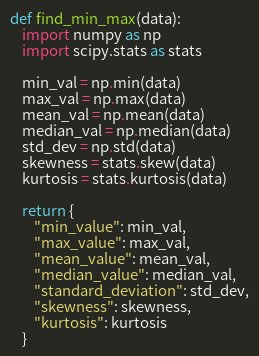 def find_min_max(data):
    import numpy as np
    import scipy.stats as stats

    min_val = np.min(data)
    max_val = np.max(data)
    mean_val = np.mean(data)
    median_val = np.median(data)
    std_dev = np.std(data)
    skewness = stats.skew(data)
    kurtosis = stats.kurtosis(data)

    return {
        "min_value": min_val,
        "max_value": max_val,
        "mean_value": mean_val,
        "median_value": median_val,
        "standard_deviation": std_dev,
        "skewness": skewness,
        "kurtosis": kurtosis
    }